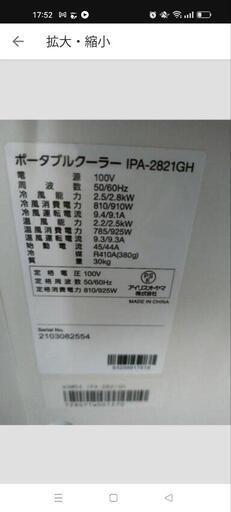 17:52
拡大・縮小
ポータブルクーラー IPA-2821GH
電源 100V
周波数 50/60Hz
冷風能力 2.5/2.8kW
冷風消費電力 810/910W
冷風運転電流 9.4/9.1A
温風能力 2.2/2.5kW
温風消費電力 785/925W
温風運転電流 9.3/9.3A
始動電流 45/44A
冷媒 R410A(380g)
質量 30kg
定格電圧 100V
定格周波数 50/60Hz
定格消費電力 810/925W
PSE
アイリスオーヤマ
株式会社
MADE IN CHINA
Serial No.
2103082554